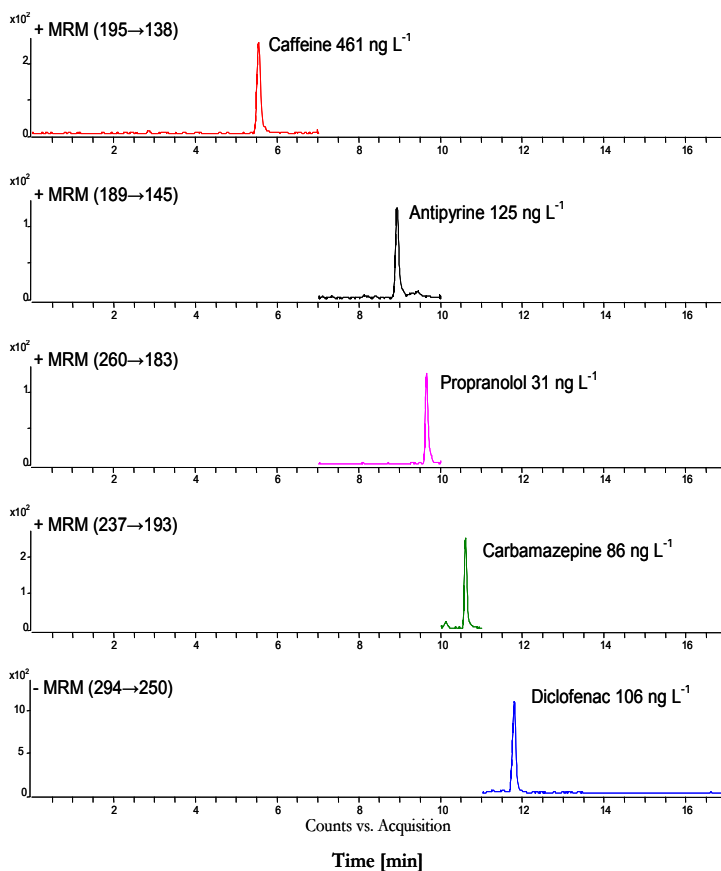 x10²
+ MRM (195→138)
Caffeine 461 ng L⁻¹
2
0
2 4 6 8 10 12 14 16
x10²
+ MRM (189→145)
Antipyrine 125 ng L⁻¹
1
0
2 4 6 8 10 12 14 16
x10²
+ MRM (260→183)
Propranolol 31 ng L⁻¹
1
0
2 4 6 8 10 12 14 16
x10²
+ MRM (237→193)
Carbamazepine 86 ng L⁻¹
2
1
0
2 4 6 8 10 12 14 16
x10²
- MRM (294→250)
Diclofenac 106 ng L⁻¹
10
5
0
2 4 6 8 10 12 14 16
Counts vs. Acquisition
Time [min]